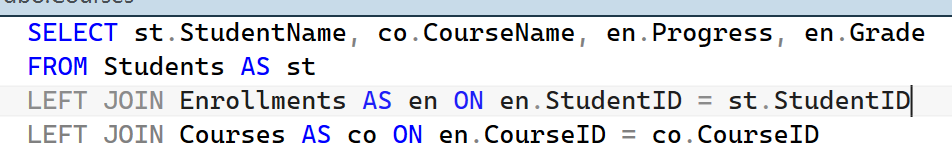 SELECT st.StudentName, co.CourseName, en.Progress, en.Grade
FROM Students AS st
LEFT JOIN Enrollments AS en ON en.StudentID = st.StudentID
LEFT JOIN Courses AS co ON en.CourseID = co.CourseID